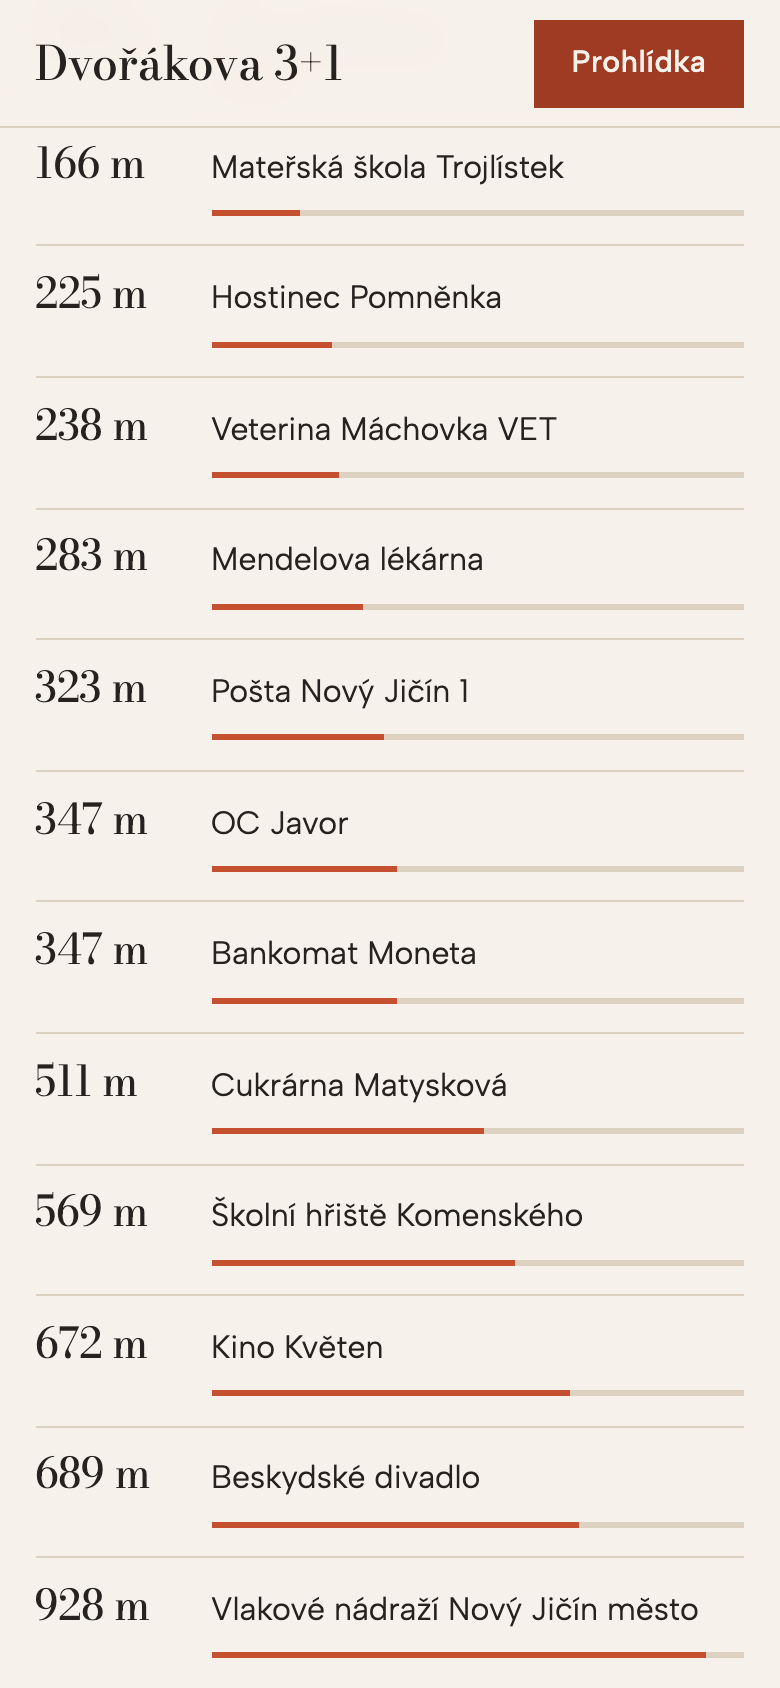 Dvořákova 3+1
Prohlídka
166 m Mateřská škola Trojlístek
225 m Hostinec Pomněnka
238 m Veterina Máchovka VET
283 m Mendelova lékárna
323 m Pošta Nový Jičín 1
347 m OC Javor
347 m Bankomat Moneta
511 m Cukrárna Matysková
569 m Školní hřiště Komenského
672 m Kino Květen
689 m Beskydské divadlo
928 m Vlakové nádraží Nový Jičín město